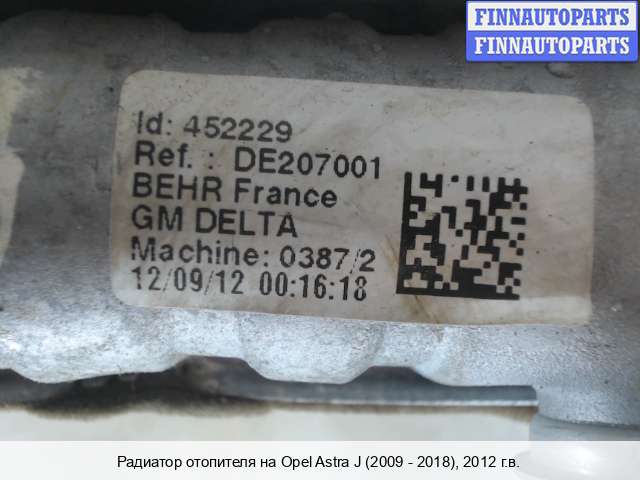 FINNAUTOPARTS
FINNAUTOPARTS
Id: 452229
Ref. : DE207001
BEHR France
GM DELTA
Machine: 0387/2
12/09/12 00:16:18
Радиатор отопителя на Opel Astra J (2009 - 2018), 2012 г.в.